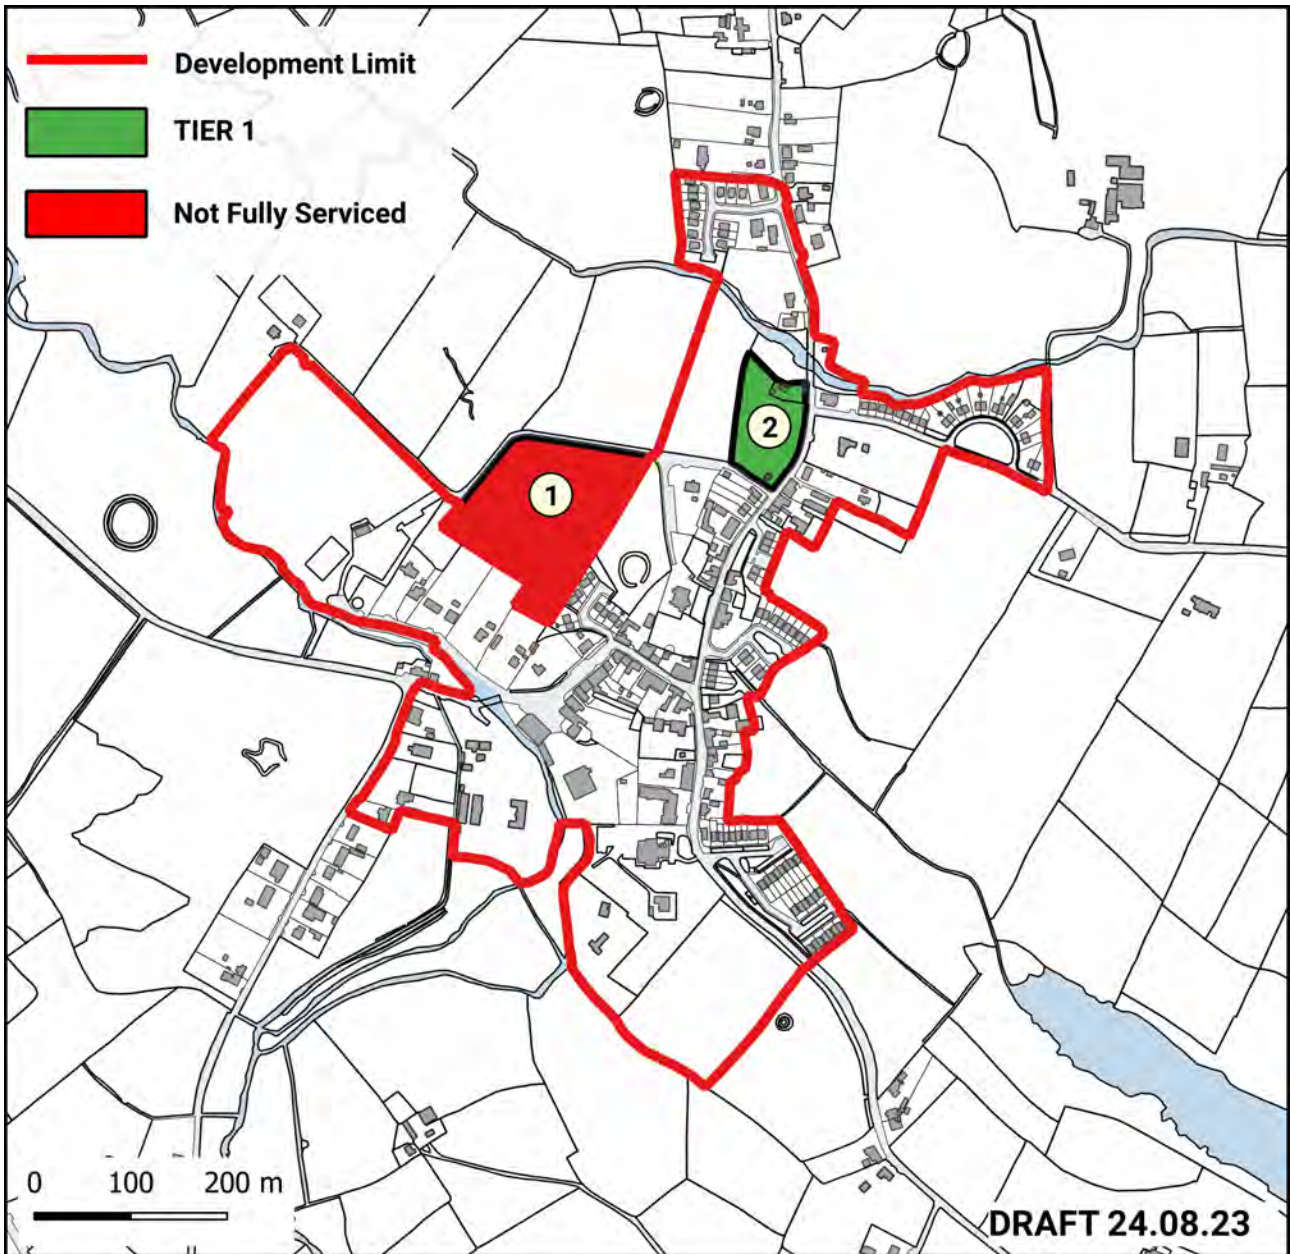 Development Limit
TIER 1
Not Fully Serviced
1
2
0 100 200 m
DRAFT 24.08.23